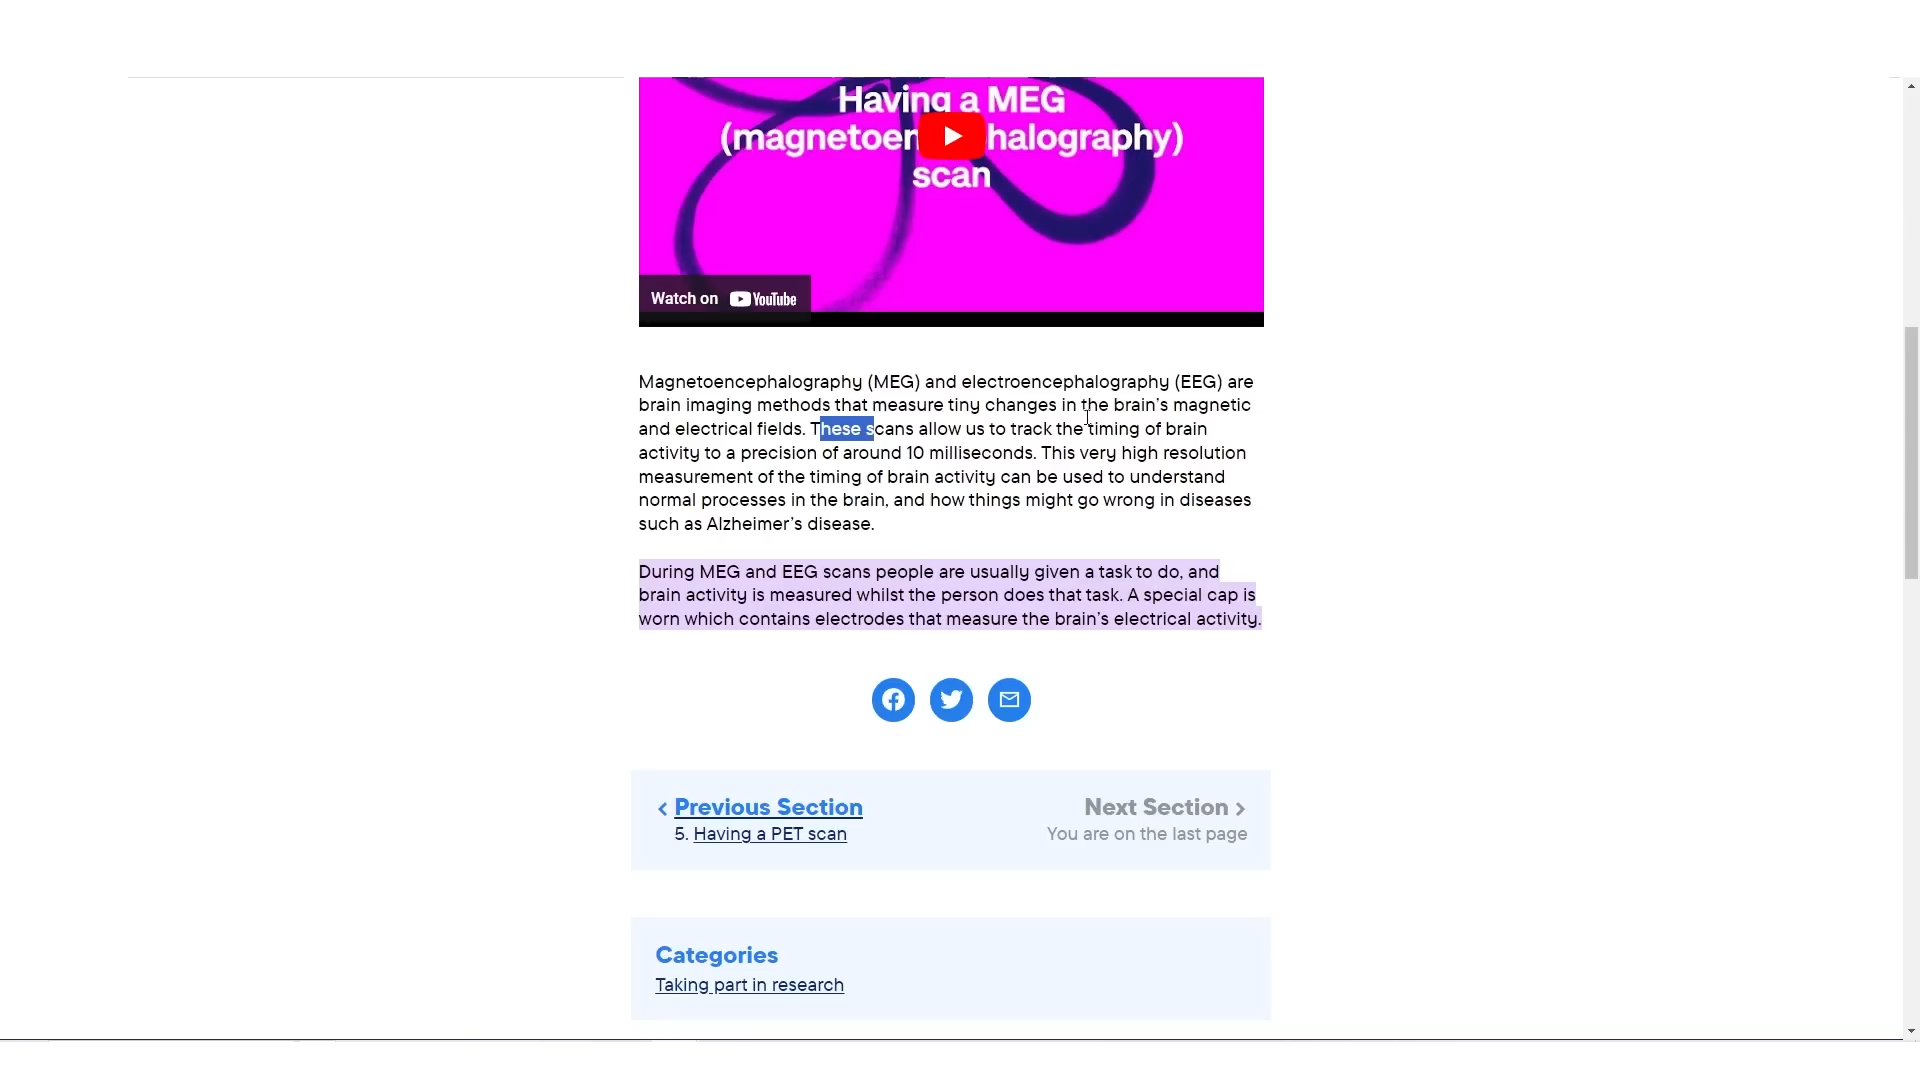 Having a MEG
(magnetoen halography)
scan
Watch on YouTube
Magnetoencephalography (MEG) and electroencephalography (EEG) are
brain imaging methods that measure tiny changes in the brain’s magnetic
and electrical fields. These scans allow us to track the timing of brain
activity to a precision of around 10 milliseconds. This very high resolution
measurement of the timing of brain activity can be used to understand
normal processes in the brain, and how things might go wrong in diseases
such as Alzheimer’s disease.
During MEG and EEG scans people are usually given a task to do, and
brain activity is measured whilst the person does that task. A special cap is
worn which contains electrodes that measure the brain’s electrical activity.
Previous Section
5. Having a PET scan
Next Section
You are on the last page
Categories
Taking part in research